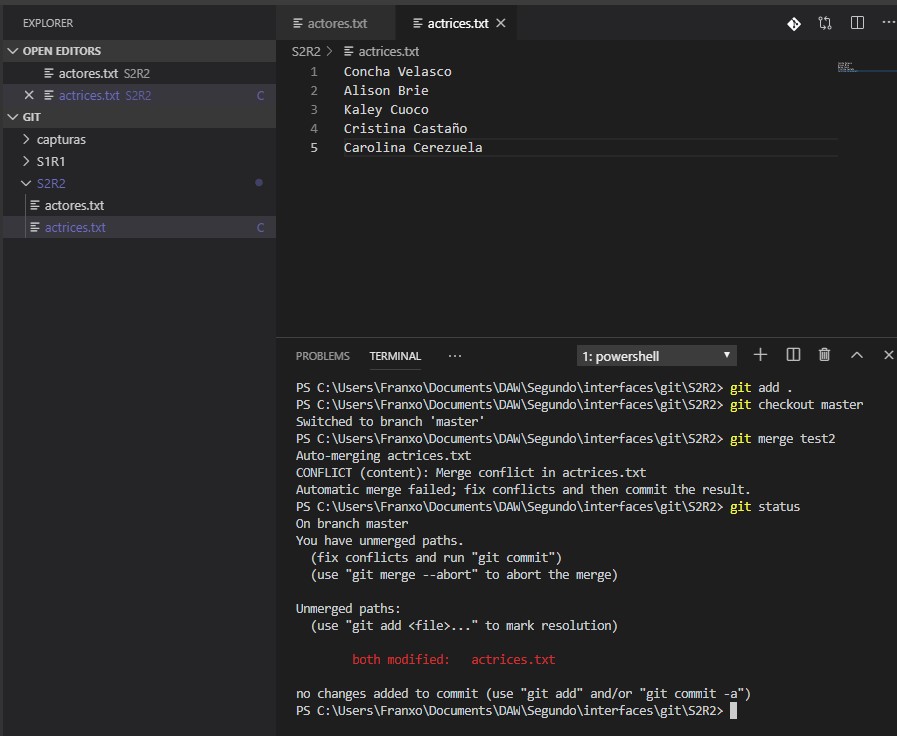 EXPLORER
OPEN EDITORS
actores.txt S2R2
actrices.txt S2R2 C
GIT
capturas
S1R1
S2R2
actores.txt
actrices.txt C
actores.txt actrices.txt
S2R2 > actrices.txt
1 Concha Velasco
2 Alison Brie
3 Kaley Cuoco
4 Cristina Castaño
5 Carolina Cerezuela
PROBLEMS TERMINAL ... 1: powershell
PS C:\Users\Franxo\Documents\DAW\Segundo\interfaces\git\S2R2> git add .
PS C:\Users\Franxo\Documents\DAW\Segundo\interfaces\git\S2R2> git checkout master
Switched to branch 'master'
PS C:\Users\Franxo\Documents\DAW\Segundo\interfaces\git\S2R2> git merge test2
Auto-merging actrices.txt
CONFLICT (content): Merge conflict in actrices.txt
Automatic merge failed; fix conflicts and then commit the result.
PS C:\Users\Franxo\Documents\DAW\Segundo\interfaces\git\S2R2> git status
On branch master
You have unmerged paths.
(fix conflicts and run "git commit")
(use "git merge --abort" to abort the merge)
Unmerged paths:
(use "git add <file>..." to mark resolution)
both modified: actrices.txt
no changes added to commit (use "git add" and/or "git commit -a")
PS C:\Users\Franxo\Documents\DAW\Segundo\interfaces\git\S2R2>